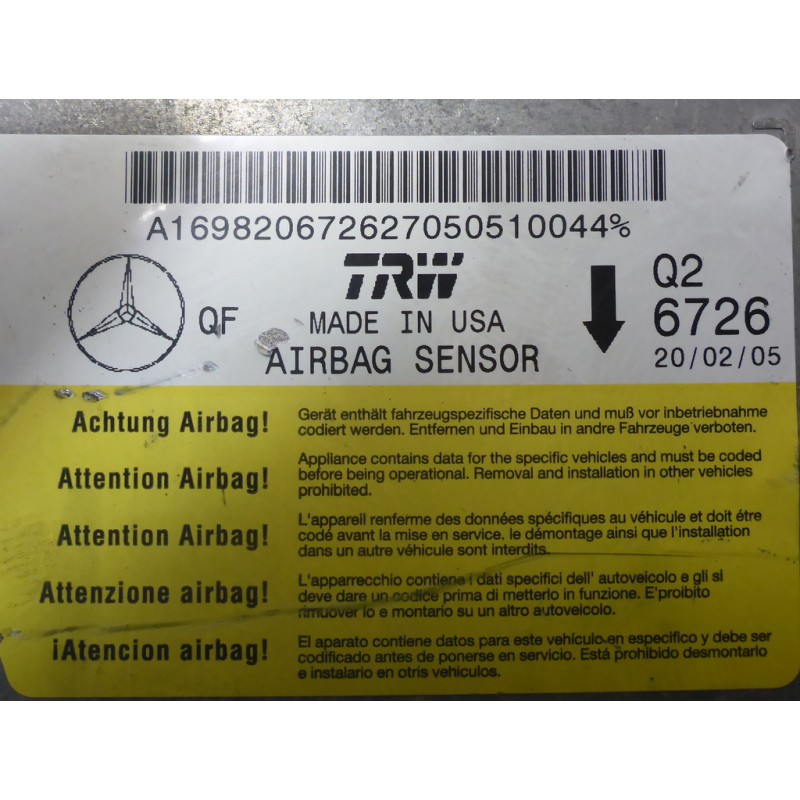 A169820672627050510044%
TRW
Q2
QF
MADE IN USA
6726
AIRBAG SENSOR
20/02/05
Achtung Airbag!
Gerät enthält fahrzeugspezifische Daten und muß vor inbetriebnahme
codiert werden. Entfernen und Einbau in andre Fahrzeuge verboten.
Attention Airbag!
Appliance contains data for the specific vehicles and must be coded
before being operational. Removal and installation in other vehicles
prohibited.
Attention Airbag!
L'appareil renferme des données spécifiques au véhicule et doit étre
codé avant la mise en service. le démontage ainsi que l'installation
dans un autre véhicule sont interdits.
Attenzione airbag!
L'apparrecchio contiene i dati specifici dell' autoveicolo e gli si
deve dare un codice prima di metterlo in funzione. E'proibito
rimuover lo e montario su un altro autoveicolo.
¡Atencion airbag!
El aparato contiene datos para este vehículo en especifico y debe ser
codificado antes de ponerse en servicio. Está prohibido desmontarlo
e instalario en otris vehículos.